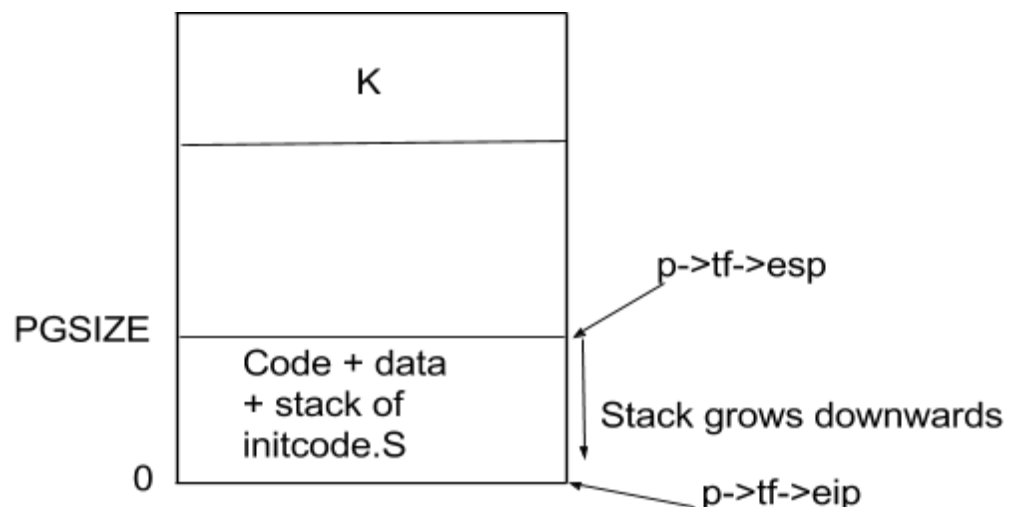 K
p->tf->esp
PGSIZE
Code + data
+ stack of
initcode.S
Stack grows downwards
0
p->tf->eip